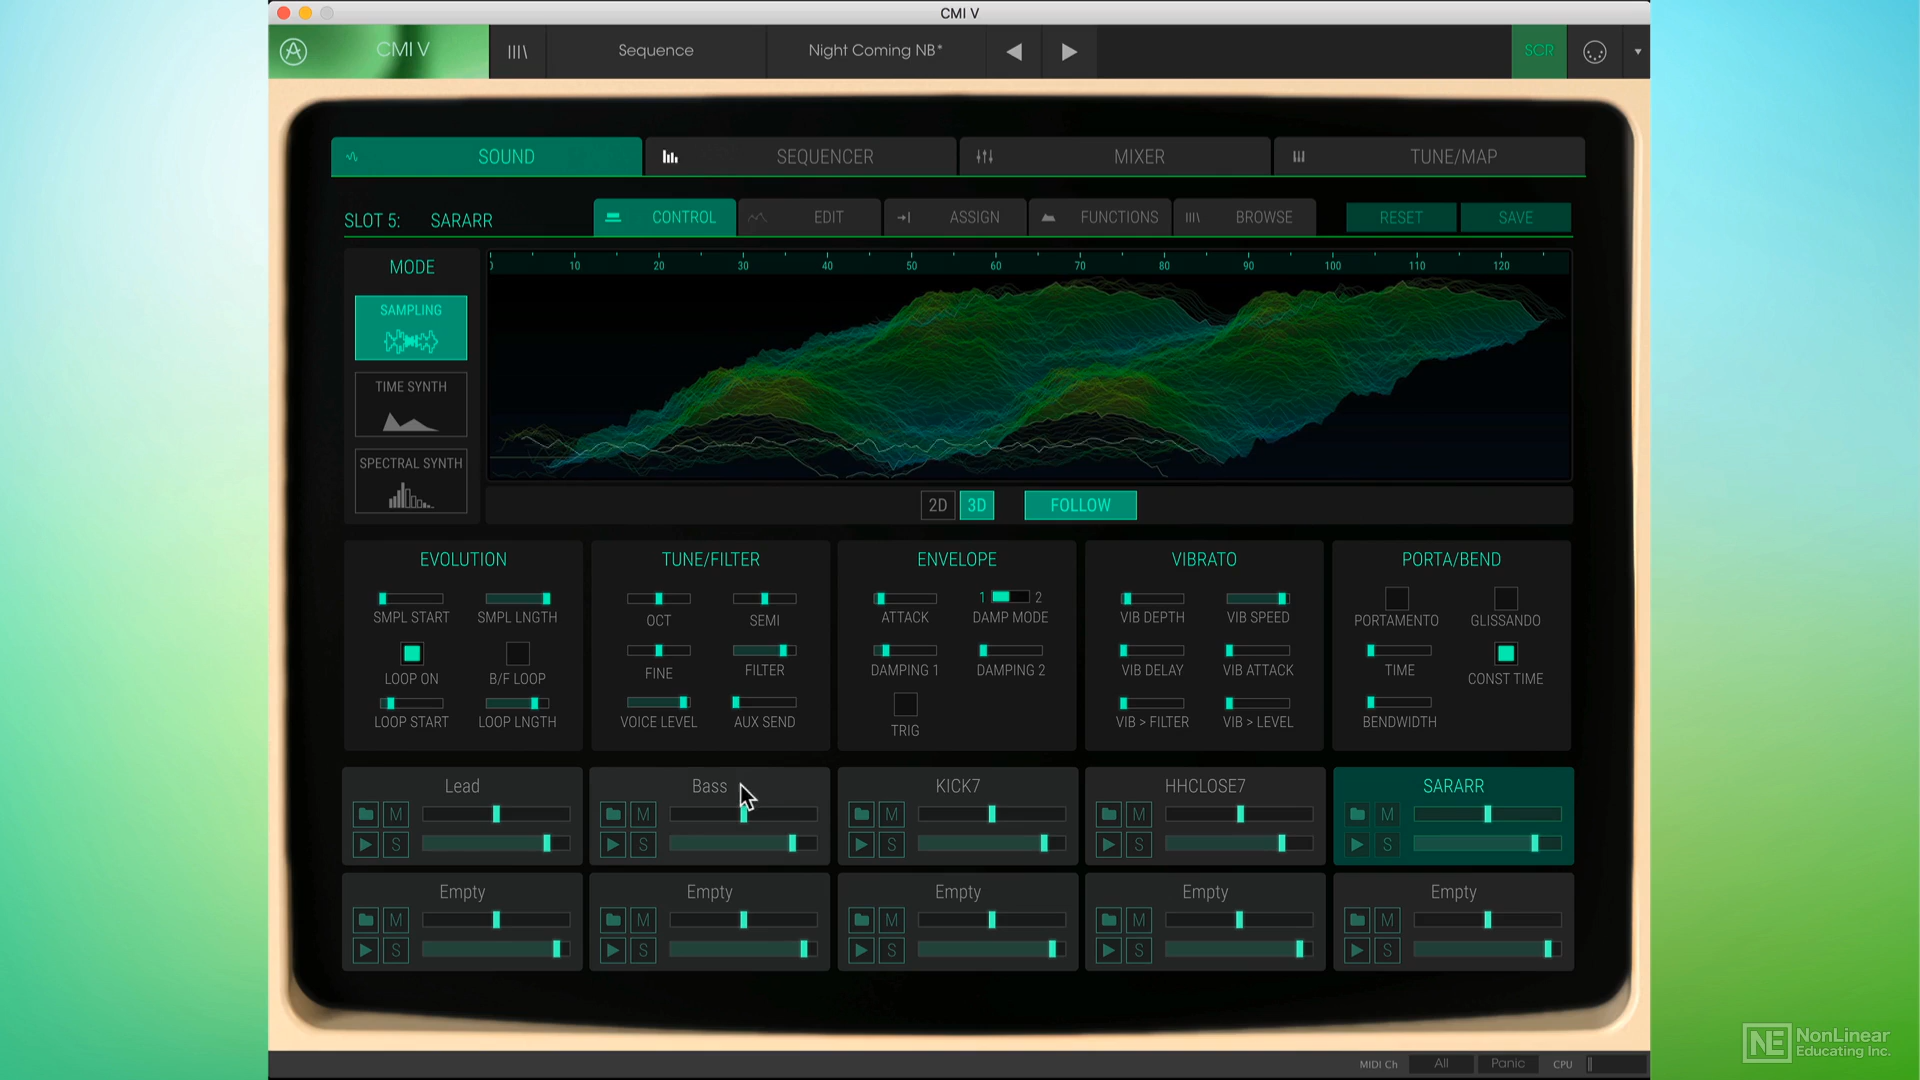 CMI V
CMI V
Sequence
Night Coming NB*
SCR
SOUND
SEQUENCER
MIXER
TUNE/MAP
SLOT 5: SARARR
CONTROL
EDIT
ASSIGN
FUNCTIONS
BROWSE
RESET
SAVE
MODE
SAMPLING
TIME SYNTH
SPECTRAL SYNTH
0 10 20 30 40 50 60 70 80 90 100 110 120
2D
3D
FOLLOW
EVOLUTION
SMPL START
SMPL LNGTH
LOOP ON
B/F LOOP
LOOP START
LOOP LNGTH
TUNE/FILTER
OCT
SEMI
FINE
FILTER
VOICE LEVEL
AUX SEND
ENVELOPE
ATTACK
1 2
DAMP MODE
DAMPING 1
DAMPING 2
TRIG
VIBRATO
VIB DEPTH
VIB SPEED
VIB DELAY
VIB ATTACK
VIB > FILTER
VIB > LEVEL
PORTA/BEND
PORTAMENTO
GLISSANDO
TIME
CONST TIME
BENDWIDTH
Lead
M
S
Bass
M
S
KICK7
M
S
HHCLOSE7
M
S
SARARR
M
S
Empty
M
S
Empty
M
S
Empty
M
S
Empty
M
S
Empty
M
S
MIDI Ch
All
Panic
CPU
NE NonLinear
Educating Inc.